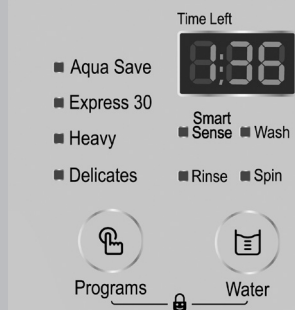 Time Left
1:36
Aqua Save
Express 30
Heavy
Delicates
Smart
Sense
Wash
Rinse
Spin
Programs
Water